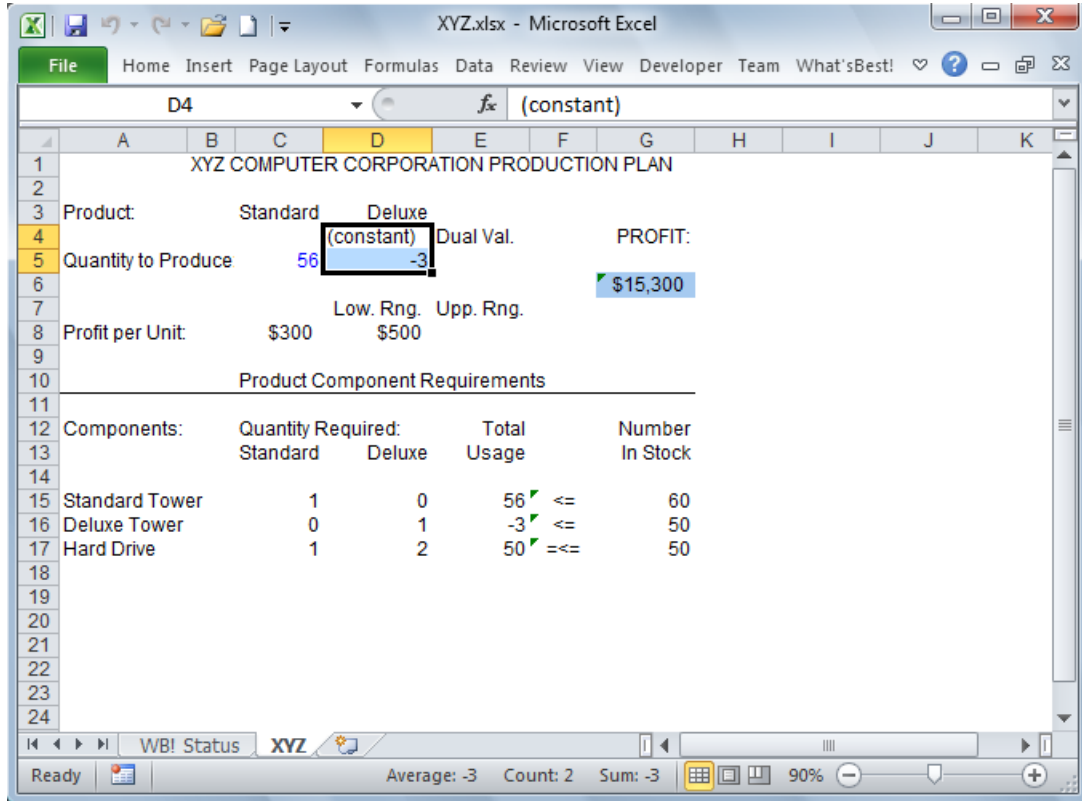 XYZ.xlsx - Microsoft Excel
File Home Insert Page Layout Formulas Data Review View Developer Team What'sBest!
D4 fx (constant)
A B C D E F G H I J K
1 XYZ COMPUTER CORPORATION PRODUCTION PLAN
2
3 Product: Standard Deluxe
4 (constant) Dual Val. PROFIT:
5 Quantity to Produce 56 -3
6 $15,300
7 Low. Rng. Upp. Rng.
8 Profit per Unit: $300 $500
9
10 Product Component Requirements
11
12 Components: Quantity Required: Total Number
13 Standard Deluxe Usage In Stock
14
15 Standard Tower 1 0 56 <= 60
16 Deluxe Tower 0 1 -3 <= 50
17 Hard Drive 1 2 50 =<= 50
18
19
20
21
22
23
24
WB! Status XYZ
Ready Average: -3 Count: 2 Sum: -3 90%